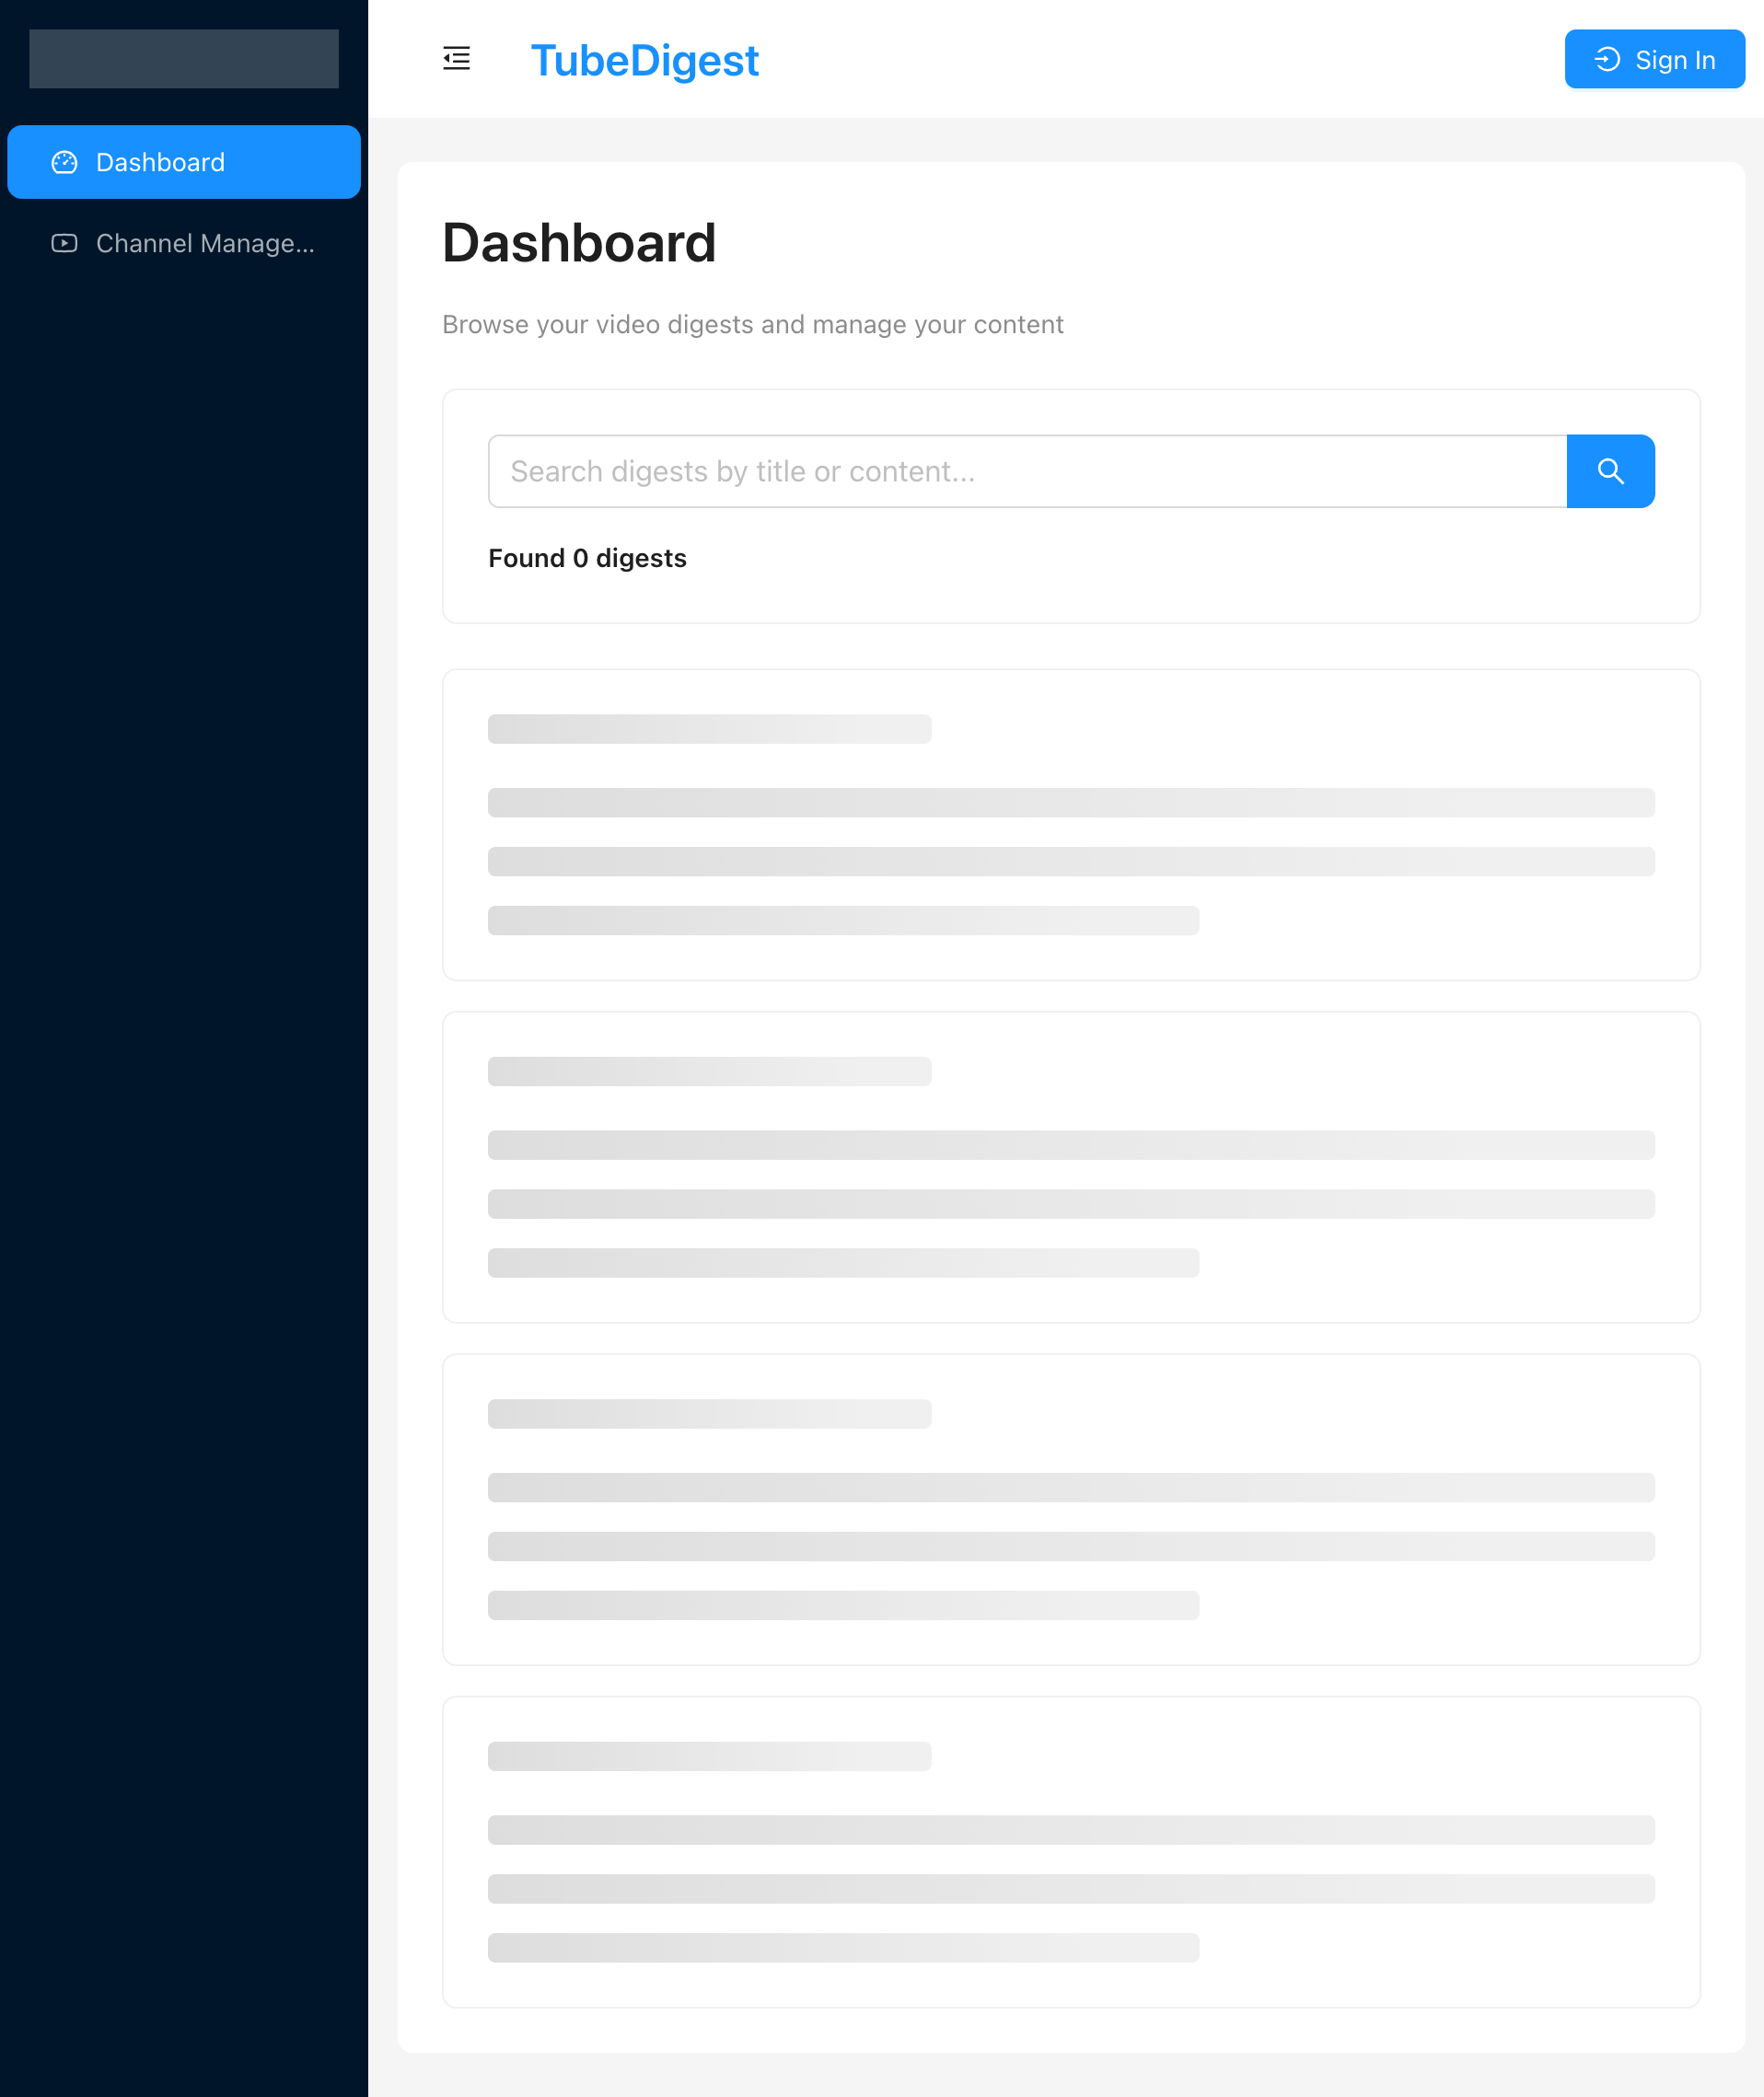 TubeDigest
Sign In
Dashboard
Channel Manage...
Dashboard
Browse your video digests and manage your content
Search digests by title or content...
Found 0 digests